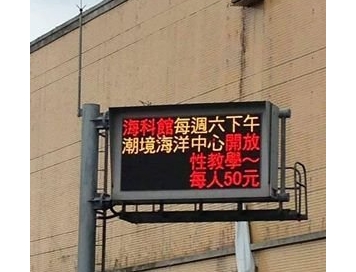 海科館每週六下午
潮境海洋中心開放
性教學～
每人50元